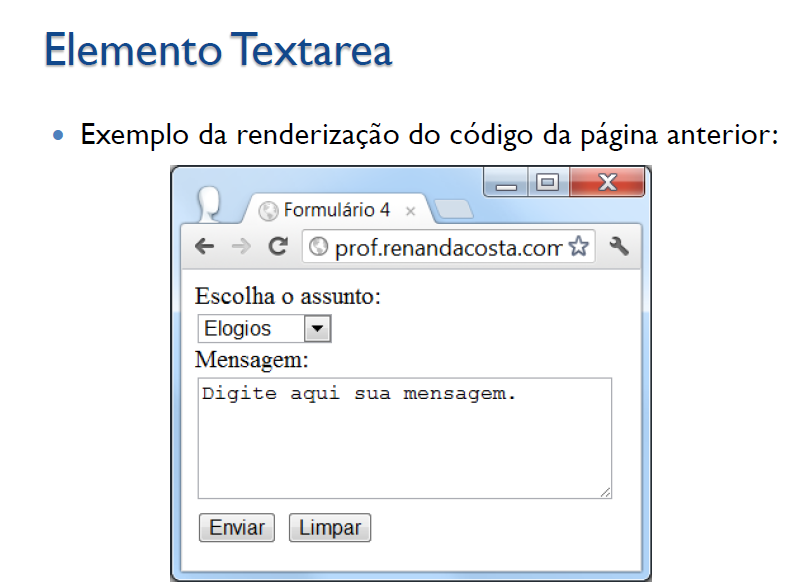 Elemento Textarea
• Exemplo da renderização do código da página anterior:
Formulário 4 ×
prof.renandacosta.com
Escolha o assunto:
Elogios
Mensagem:
Digite aqui sua mensagem.
Enviar Limpar